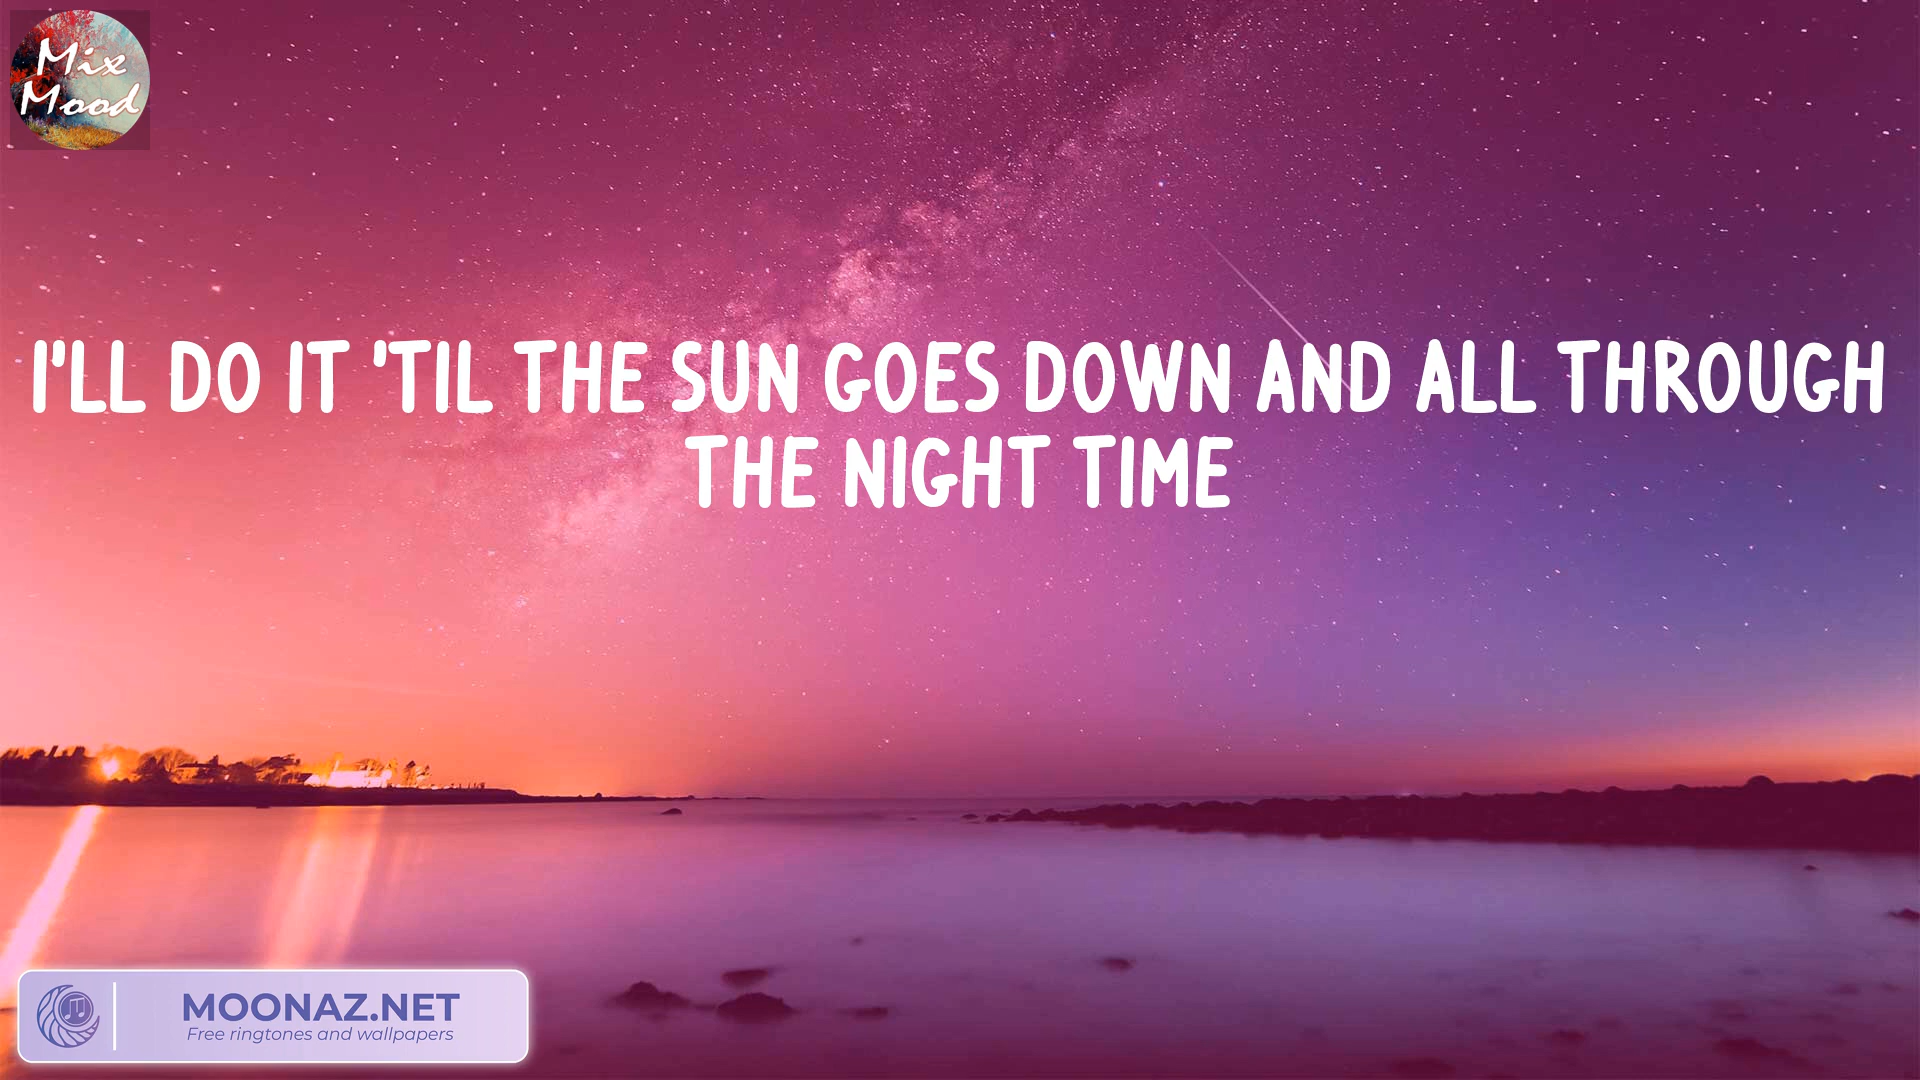 Mix
Mood
I'LL DO IT 'TIL THE SUN GOES DOWN AND ALL THROUGH
THE NIGHT TIME
MOONAZ.NET
Free ringtones and wallpapers